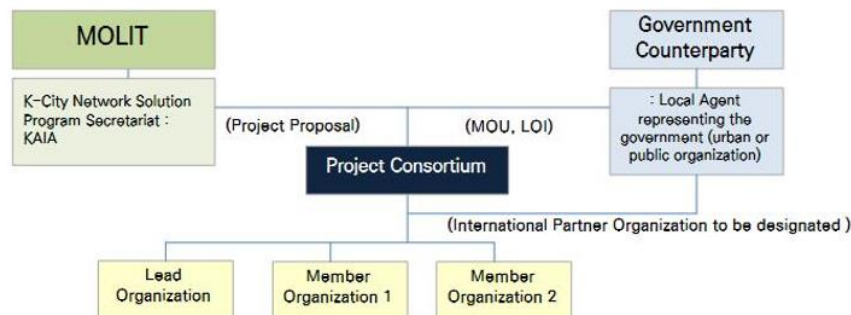 MOLIT
Government
Counterparty
K-City Network Solution
Program Secretariat :
KAIA
: Local Agent
representing the
government (urban or
public organization)
(Project Proposal)
(MOU, LOI)
Project Consortium
(International Partner Organization to be designated )
Lead
Organization
Member
Organization 1
Member
Organization 2